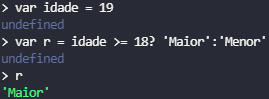 > var idade = 19
undefined
> var r = idade >= 18? 'Maior':'Menor'
undefined
> r
'Maior'